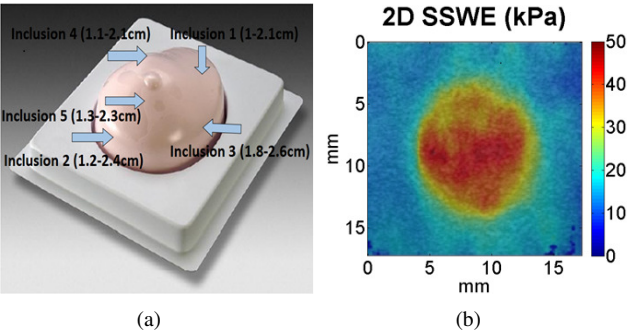 Inclusion 4 (1.1-2.1cm)
Inclusion 1 (1-2.1cm)
Inclusion 5 (1.3-2.3cm)
Inclusion 2 (1.2-2.4cm)
Inclusion 3 (1.8-2.6cm)
(a)
2D SSWE (kPa)
0
5
10
15
mm
0
5
10
15
mm
50
40
30
20
10
0
(b)